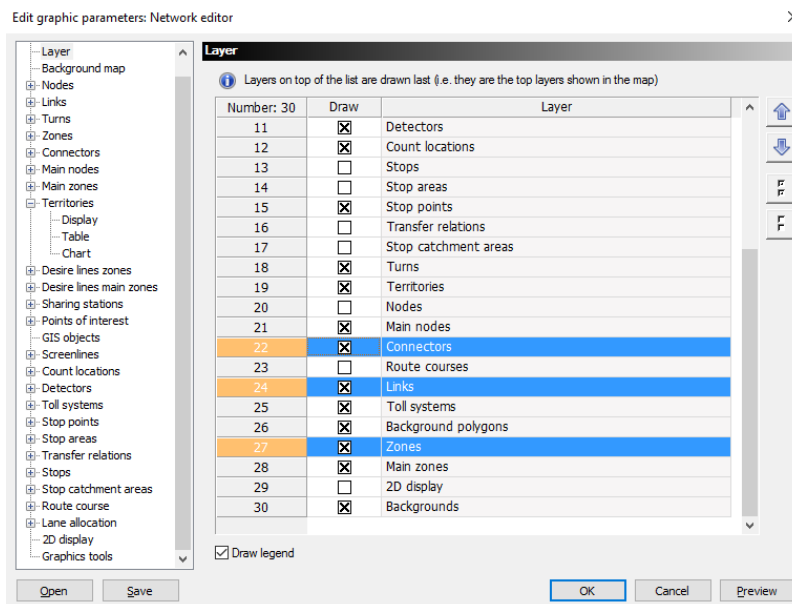 Edit graphic parameters: Network editor
Layer
Background map
Nodes
Links
Turns
Zones
Connectors
Main nodes
Main zones
Territories
Display
Table
Chart
Desire lines zones
Desire lines main zones
Sharing stations
Points of interest
GIS objects
Screenlines
Count locations
Detectors
Toll systems
Stop points
Stop areas
Transfer relations
Stops
Stop catchment areas
Route course
Lane allocation
2D display
Graphics tools
Layer
Layers on top of the list are drawn last (i.e. they are the top layers shown in the map)
Number: 30 Draw Layer
11 Detectors
12 Count locations
13 Stops
14 Stop areas
15 Stop points
16 Transfer relations
17 Stop catchment areas
18 Turns
19 Territories
20 Nodes
21 Main nodes
22 Connectors
23 Route courses
24 Links
25 Toll systems
26 Background polygons
27 Zones
28 Main zones
29 2D display
30 Backgrounds
Draw legend
Open Save OK Cancel Preview